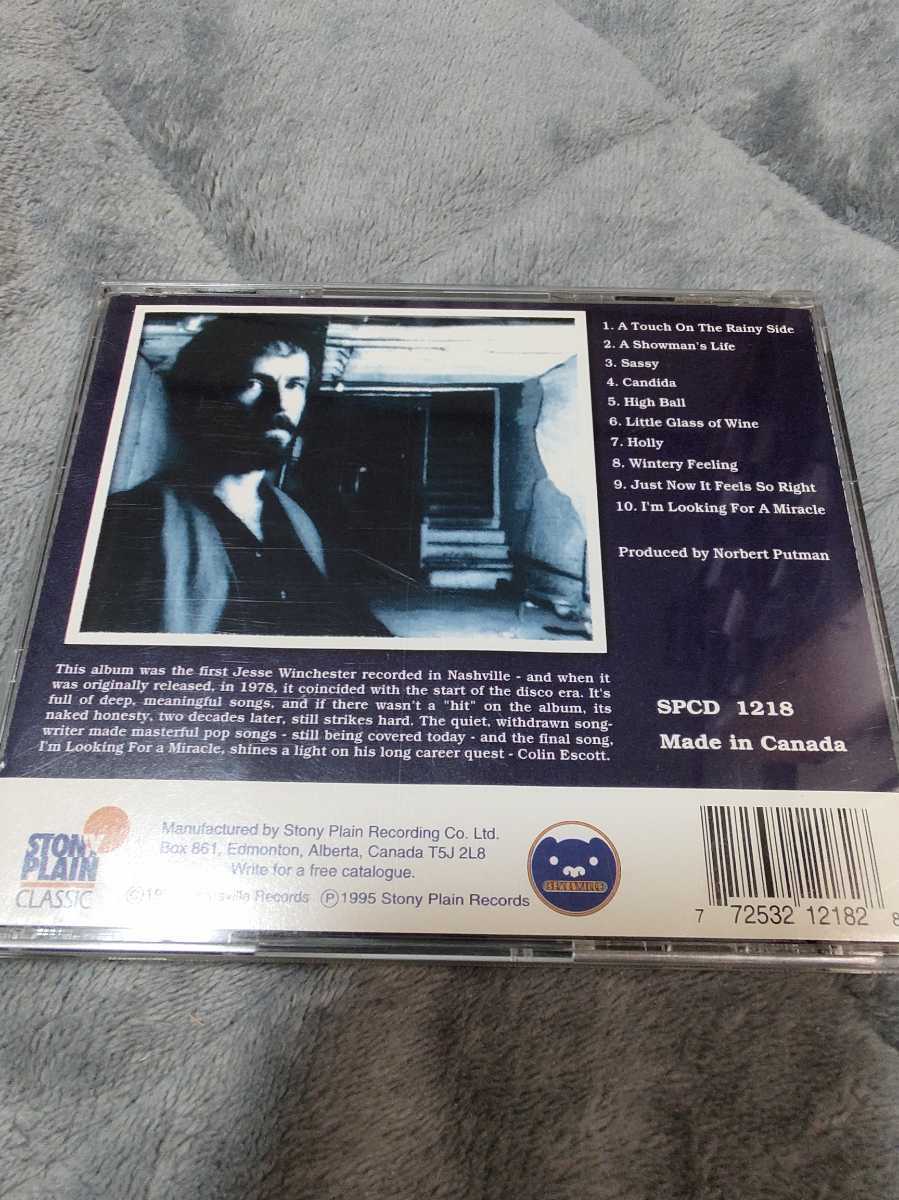 1. A Touch On The Rainy Side
2. A Showman's Life
3. Sassy
4. Candida
5. High Ball
6. Little Glass of Wine
7. Holly
8. Wintery Feeling
9. Just Now It Feels So Right
10. I'm Looking For A Miracle
Produced by Norbert Putman
This album was the first Jesse Winchester recorded in Nashville - and when it
was originally released, in 1978, it coincided with the start of the disco era. It's
full of deep, meaningful songs, and if there wasn't a "hit" on the album, its
naked honesty, two decades later, still strikes hard. The quiet, withdrawn song-
writer made masterful pop songs - still being covered today - and the final song,
I'm Looking For a Miracle, shines a light on his long career quest - Colin Escott.
SPCD 1218
Made in Canada
STONY
PLAIN
CLASSIC
Manufactured by Stony Plain Recording Co. Ltd.
Box 861, Edmonton, Alberta, Canada T5J 2L8
Write for a free catalogue.
Records ℗1995 Stony Plain Records
7 72532 12182 8